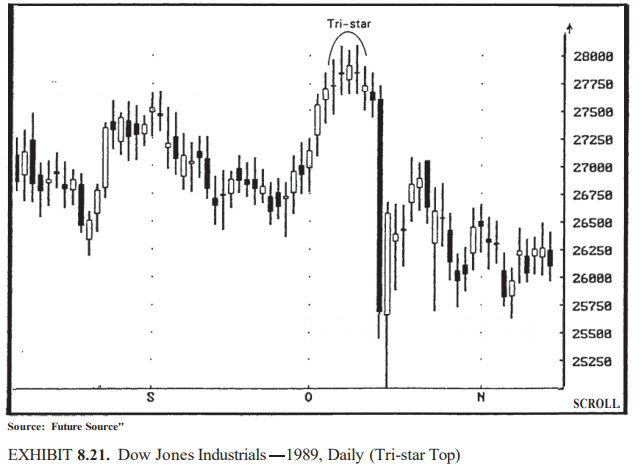 Tri-star
28000
27750
27500
27250
27000
26750
26500
26250
26000
25750
25500
25250
S O N
SCROLL
Source: Future Source"
EXHIBIT 8.21. Dow Jones Industrials—1989, Daily (Tri-star Top)